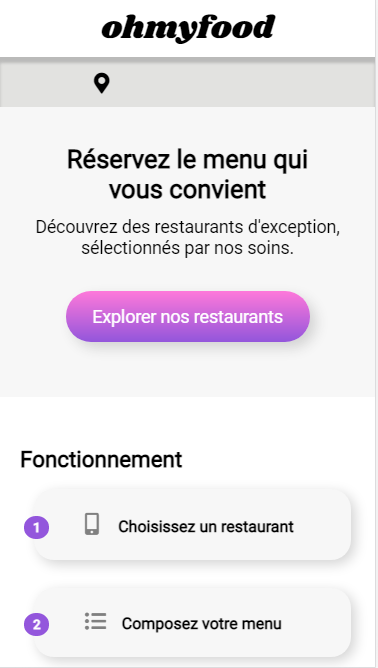 ohmyfood
Réservez le menu qui
vous convient
Découvrez des restaurants d'exception,
sélectionnés par nos soins.
Explorer nos restaurants
Fonctionnement
1 Choisissez un restaurant
2 Composez votre menu